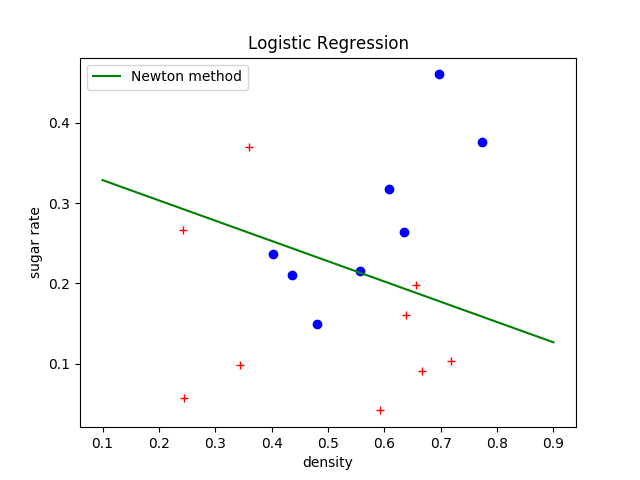 Logistic Regression
Newton method
sugar rate
0.4
0.3
0.2
0.1
0.1 0.2 0.3 0.4 0.5 0.6 0.7 0.8 0.9
density